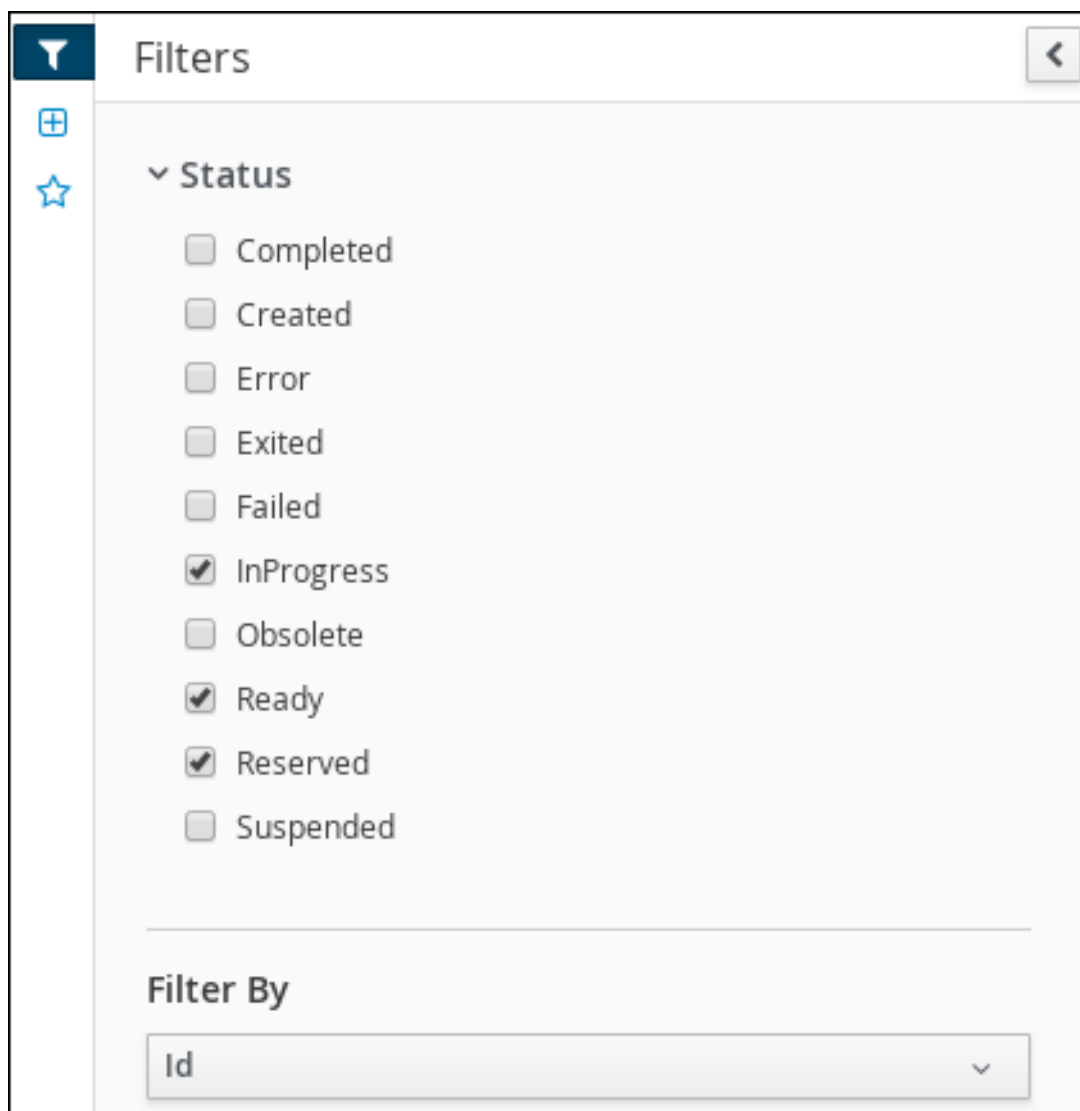 Filters
Status
Completed
Created
Error
Exited
Failed
InProgress
Obsolete
Ready
Reserved
Suspended
Filter By
Id